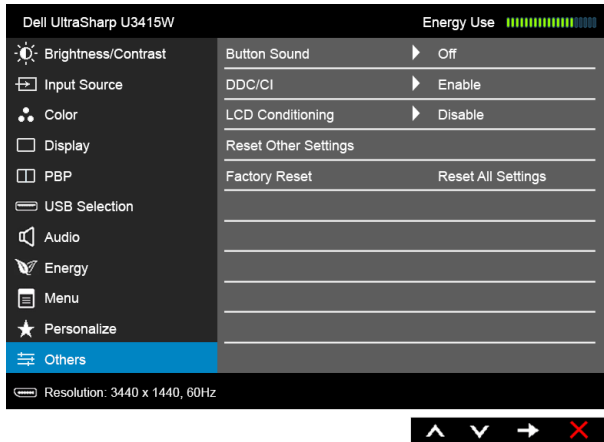 Dell UltraSharp U3415W Energy Use
Brightness/Contrast Button Sound Off
Input Source DDC/CI Enable
Color LCD Conditioning Disable
Display Reset Other Settings
PBP Factory Reset Reset All Settings
USB Selection
Audio
Energy
Menu
Personalize
Others
Resolution: 3440 x 1440, 60Hz